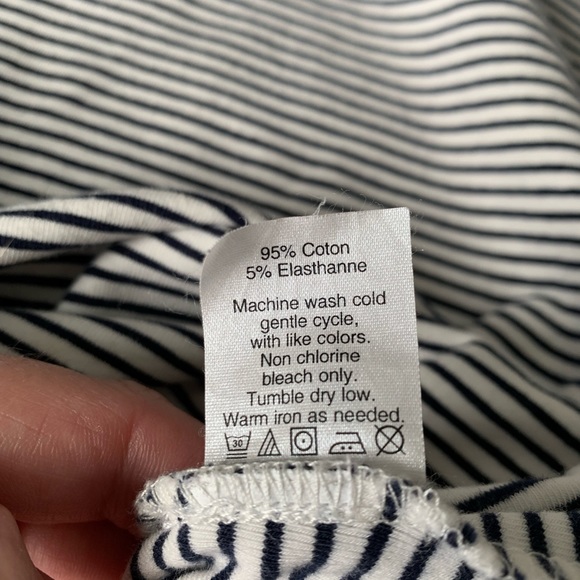 95% Coton
5% Elasthanne
Machine wash cold
gentle cycle,
with like colors.
Non chlorine
bleach only.
Tumble dry low.
Warm iron as needed.
30